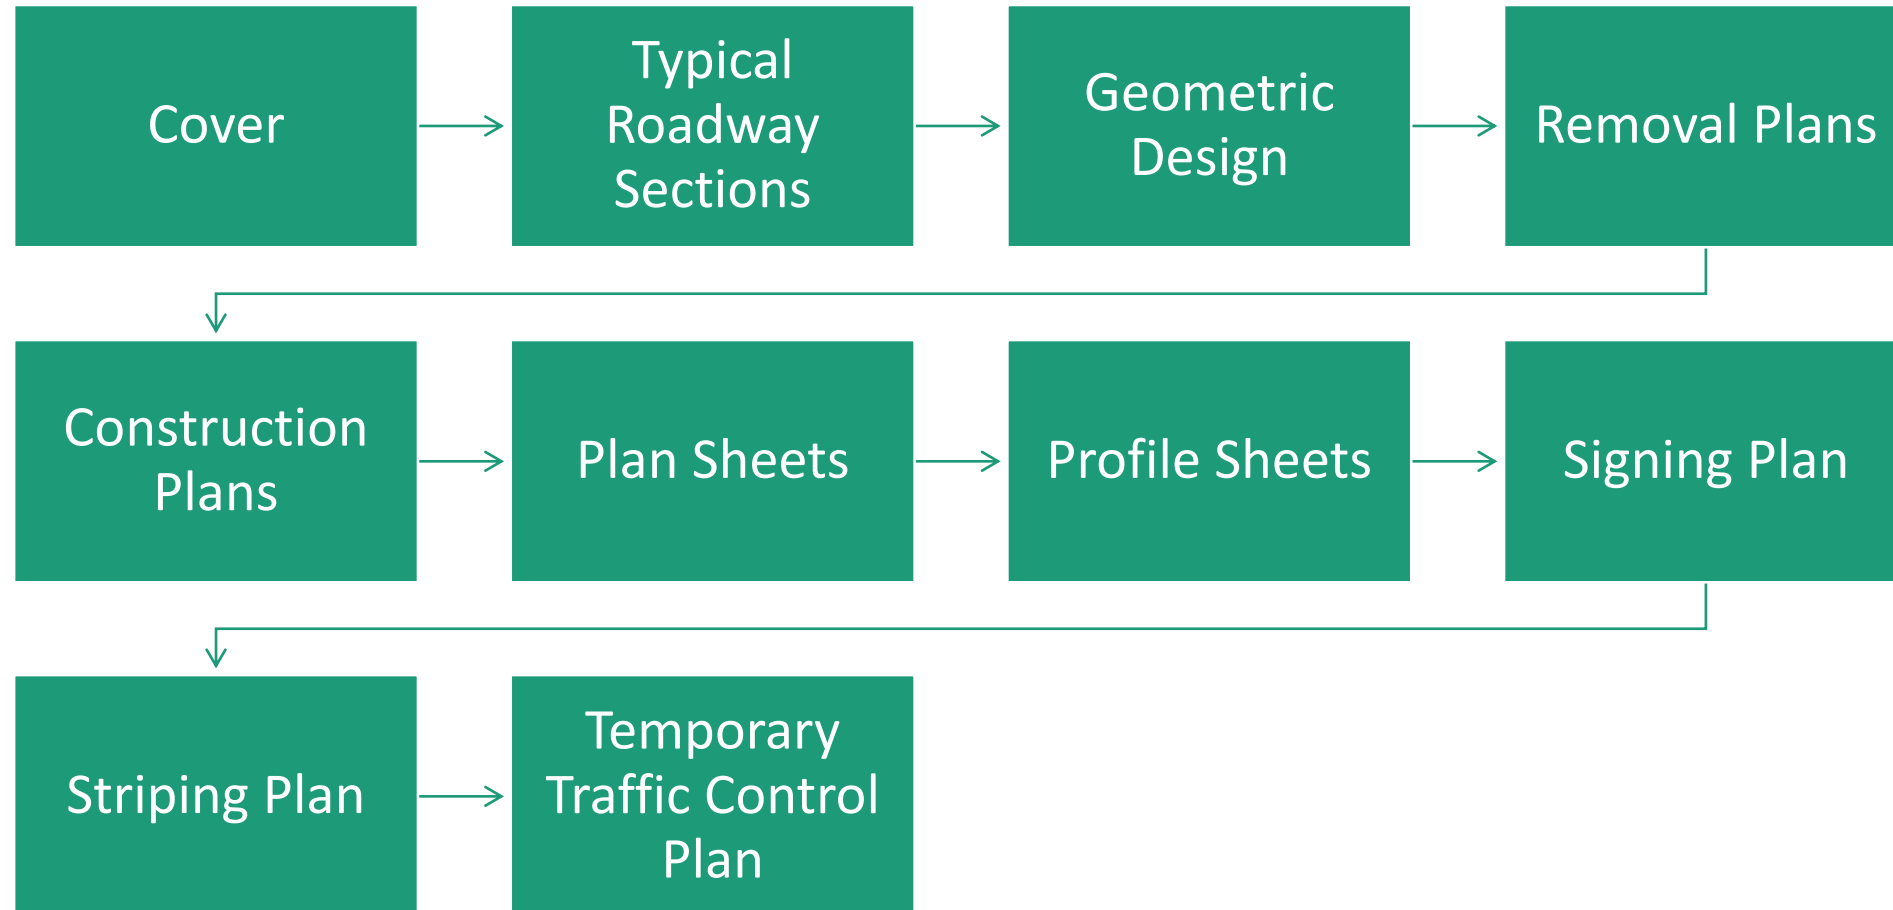 Cover
Typical
Roadway
Sections
Geometric
Design
Removal Plans
Construction
Plans
Plan Sheets
Profile Sheets
Signing Plan
Striping Plan
Temporary
Traffic Control
Plan